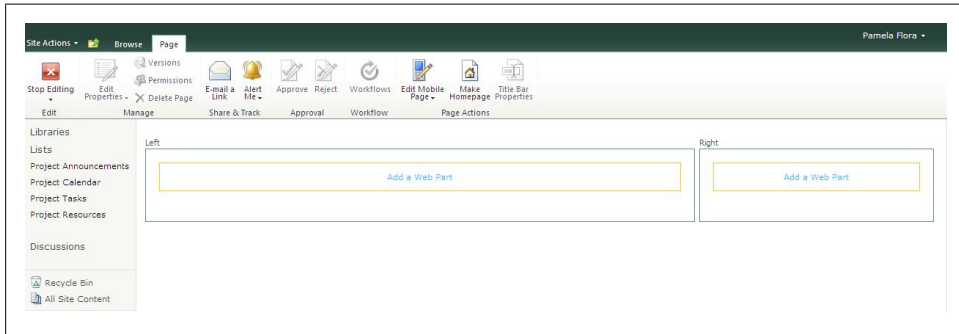 Pamela Flora
Site Actions Browse Page
Stop Editing
Edit Properties
Versions
Permissions
Delete Page
E-mail a Link
Alert Me
Approve Reject
Workflows
Edit Mobile Page
Make Homepage
Title Bar Properties
Edit Manage Share & Track Approval Workflow Page Actions
Libraries
Lists
Project Announcements
Project Calendar
Project Tasks
Project Resources
Discussions
Recycle Bin
All Site Content
Left
Add a Web Part
Right
Add a Web Part